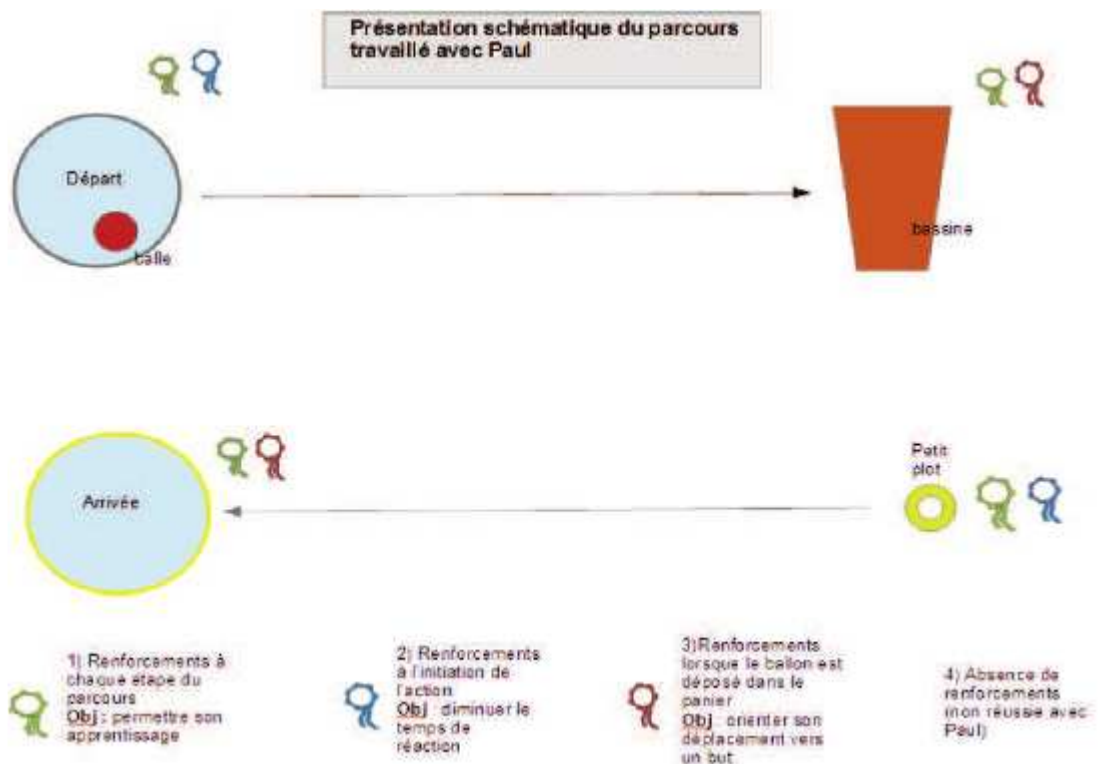 Présentation schématique du parcours
travaillé avec Paul
Départ
balle
bassine
Arrivée
Petit
plot
1) Renforcements à
chaque étape du
parcours
Obj : permettre son
apprentissage
2) Renforcements
à l'initiation de
l'action
Obj : diminuer le
temps de
réaction
3)Renforcements
lorsque le ballon est
déposé dans le
panier
Obj : orienter son
déplacement vers
un but
4) Absence de
renforcements
(non réussie avec
Paul)